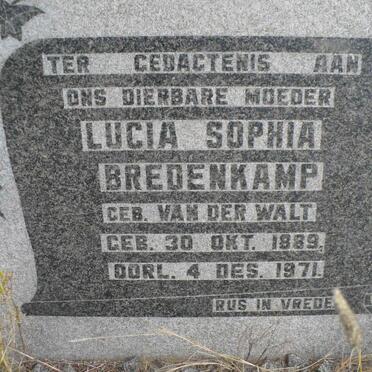 TER GEDACTENIS AAN
ONS DIERBARE MOEDER
LUCIA SOPHIA
BREDENKAMP
GEB. VAN DER WALT
GEB. 30 OKT. 1889.
OORL. 4 DES. 1971.
RUS IN VREDE